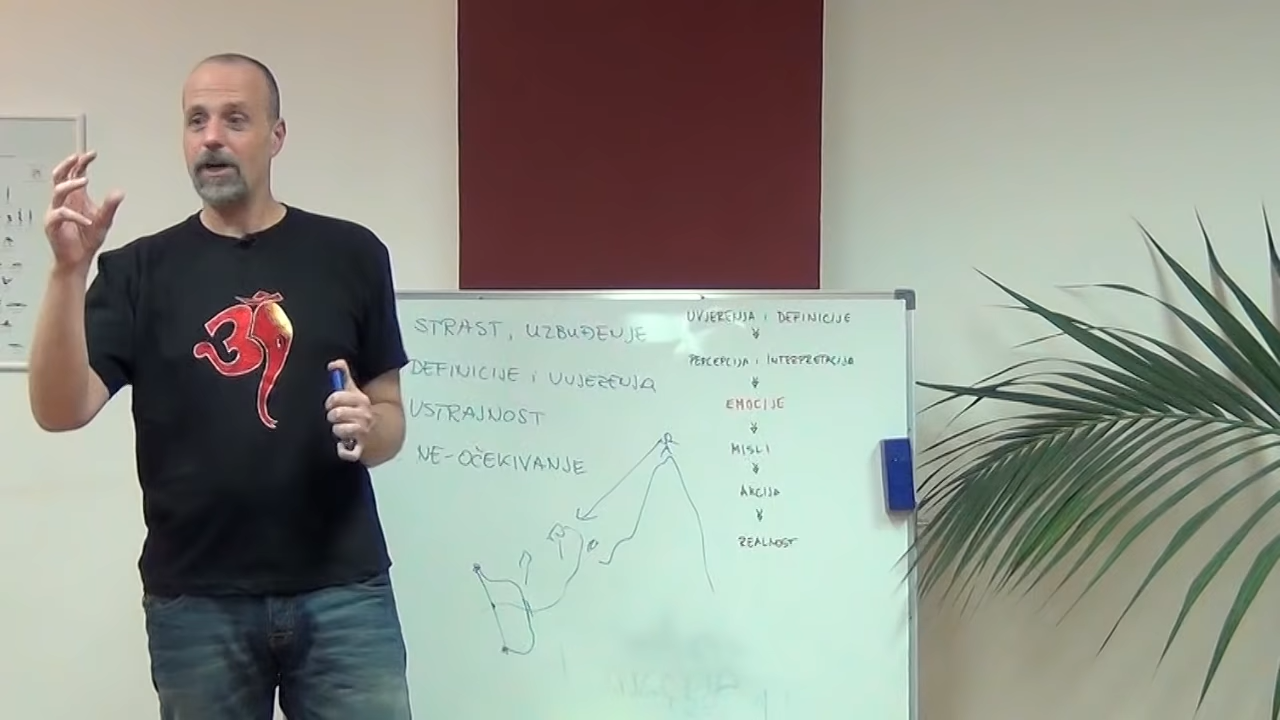 STRAST, UZBUĐENJE
DEFINICIJE i UVJERENJA
USTRAJNOST
NE-OČEKIVANJE
UVJERENJA i DEFINICIJE
PERCEPCIJA i INTERPRETACIJA
EMOCIJE
MISLI
AKCIJA
REALNOST
ॐ